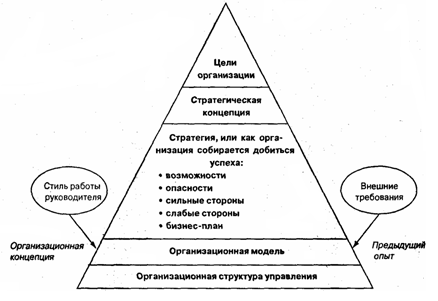 Цели
организации
Стратегическая
концепция
Стратегия, или как орга-
низация собирается добиться
успеха:
• возможности
• опасности
• сильные стороны
• слабые стороны
• бизнес-план
Стиль работы
руководителя
Внешние
требования
Организационная
концепция
Организационная модель
Предыдущий
опыт
Организационная структура управления